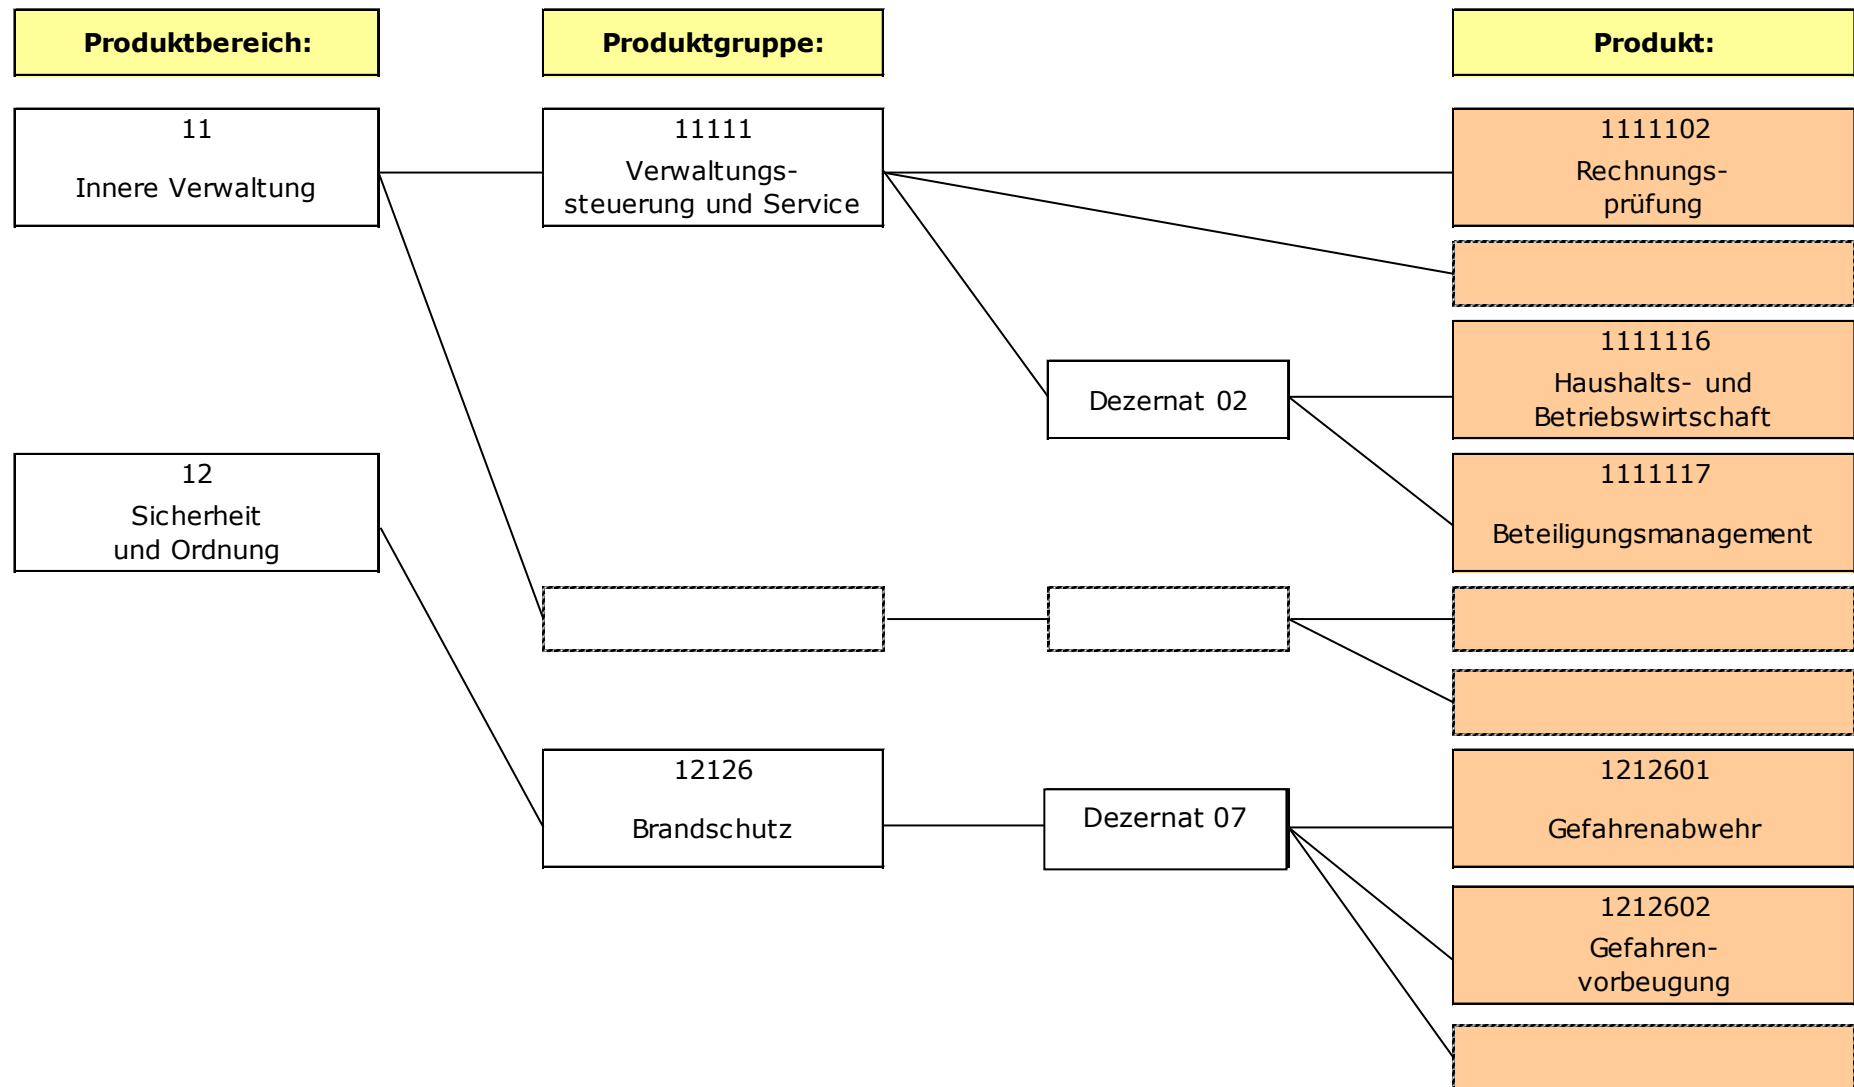 Produktbereich:
Produktgruppe:
Produkt:
11
Innere Verwaltung
11111
Verwaltungs-
steuerung und Service
1111102
Rechnungs-
prüfung
Dezernat 02
1111116
Haushalts- und
Betriebswirtschaft
12
Sicherheit
und Ordnung
1111117
Beteiligungsmanagement
12126
Brandschutz
Dezernat 07
1212601
Gefahrenabwehr
1212602
Gefahren-
vorbeugung